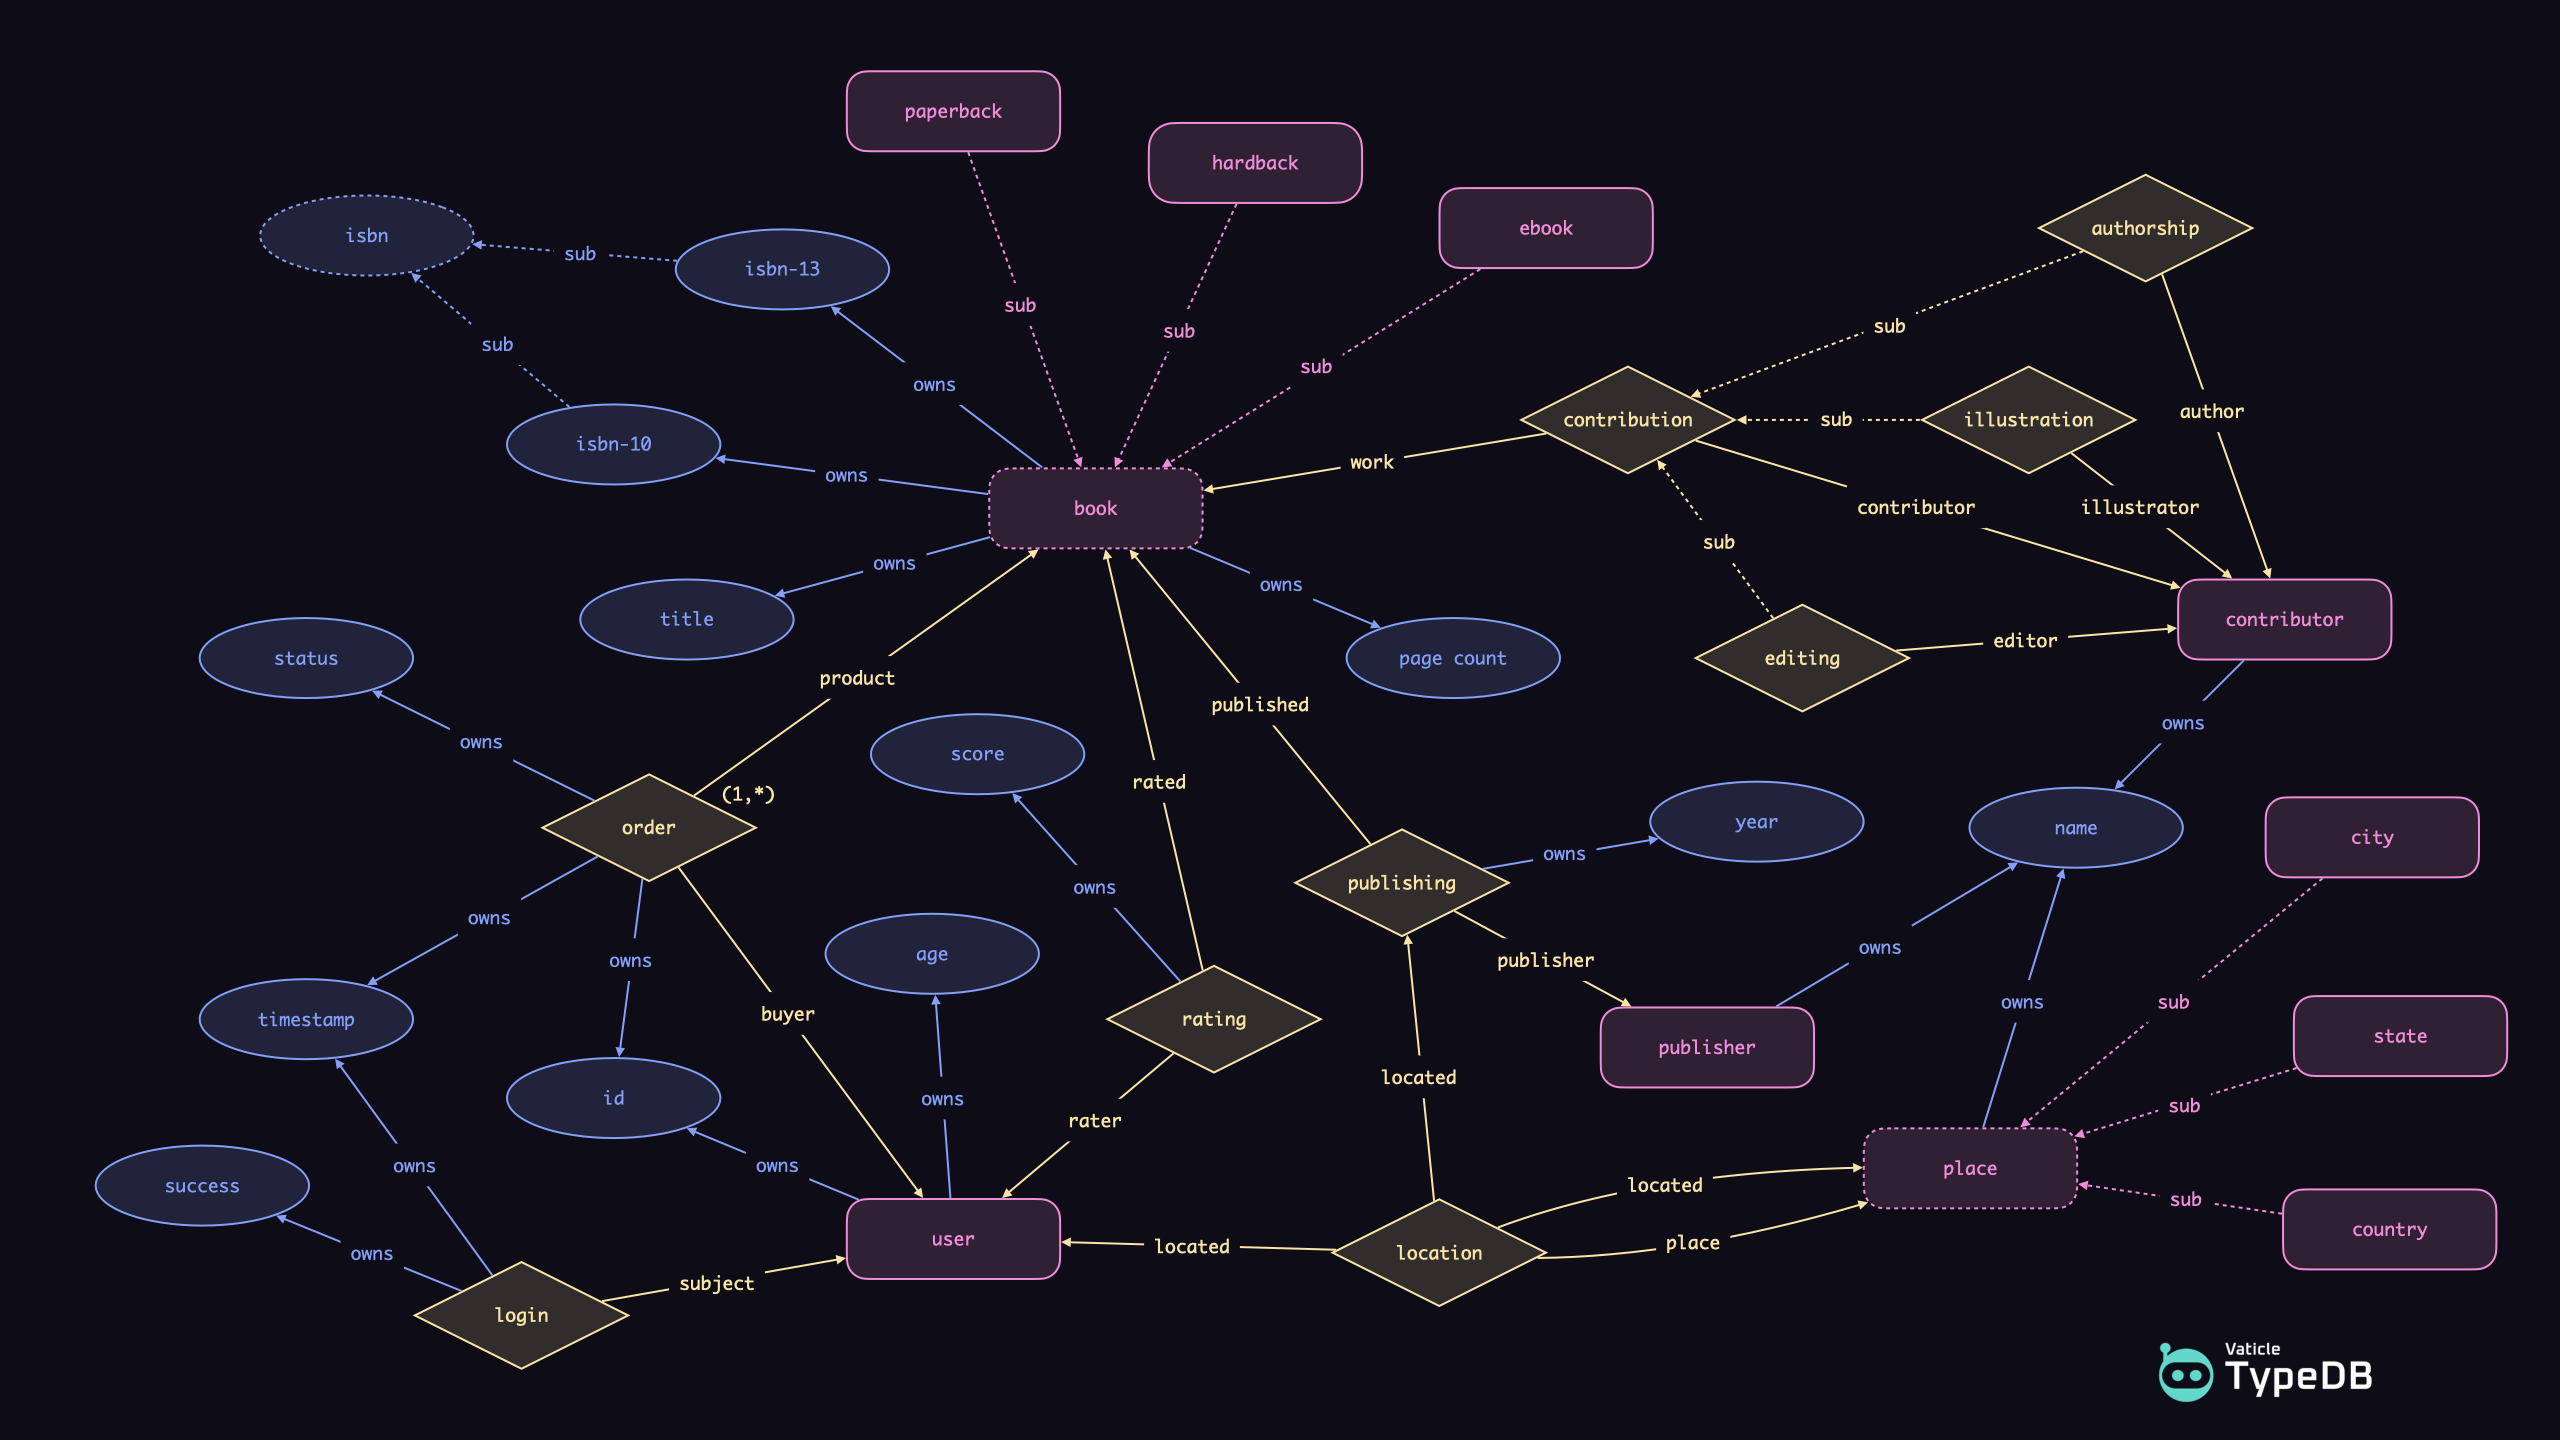 paperback
hardback
ebook
authorship
isbn
sub
isbn-13
sub
sub
sub
sub
sub
sub
owns
author
contribution
sub
illustration
isbn-10
owns
work
book
contributor
illustrator
sub
owns
owns
title
contributor
editor
status
page count
editing
product
published
owns
owns
score
rated
(1,*)
order
year
name
city
owns
publishing
owns
owns
owns
age
owns
publisher
owns
sub
timestamp
rating
buyer
publisher
state
located
id
owns
sub
rater
owns
owns
place
success
located
sub
user
located
place
country
owns
location
subject
login
Vaticle
TypeDB